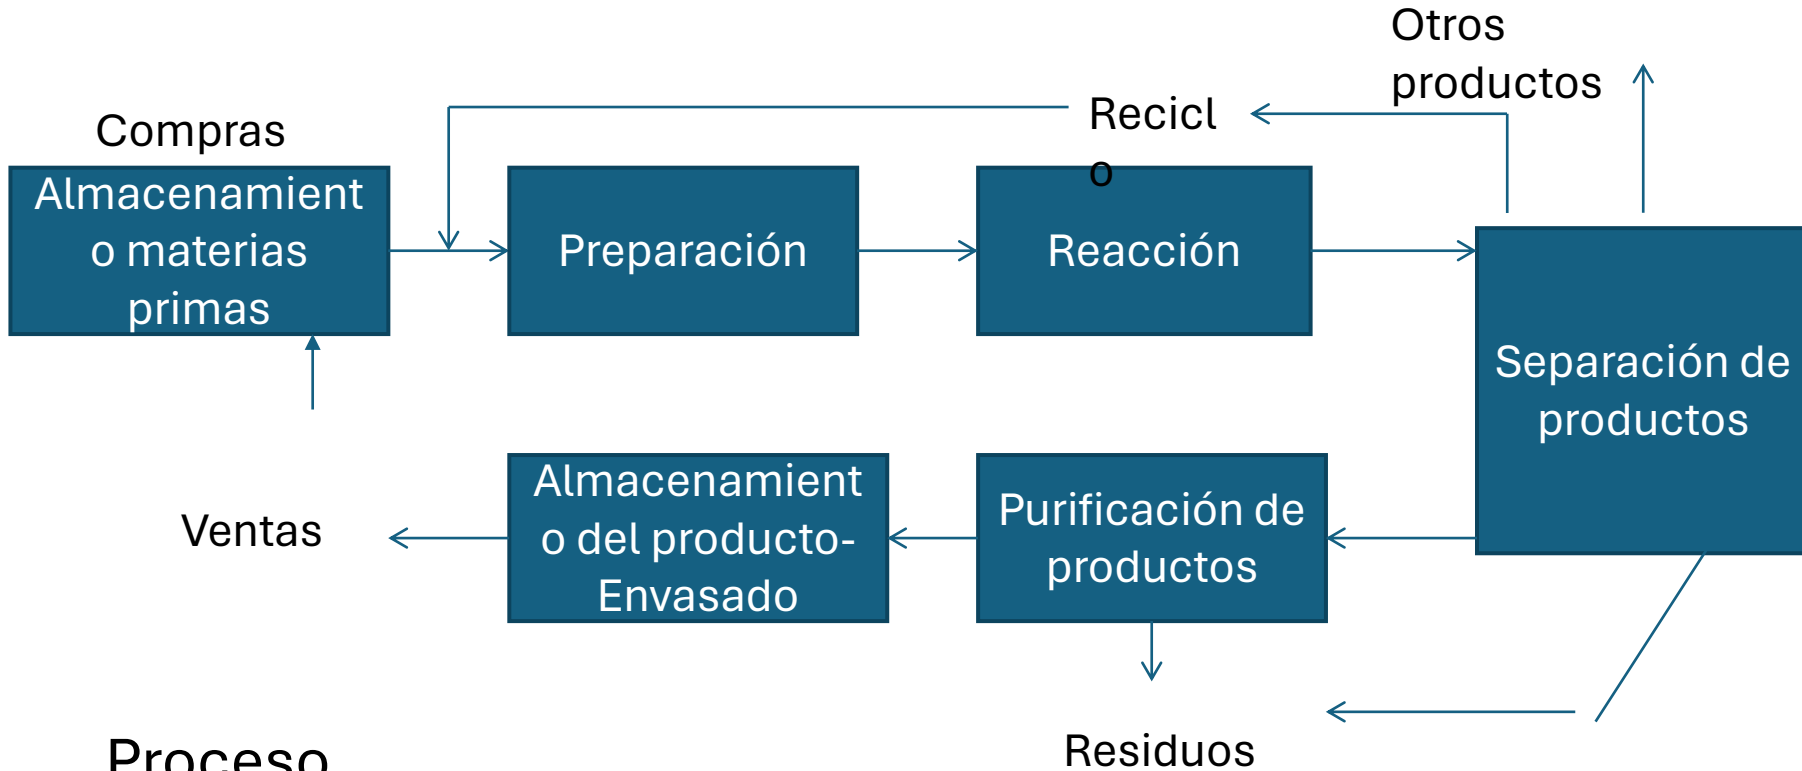 Otros
productos
Recicl
o
Compras
Almacenamient
o materias
primas
Preparación
Reacción
Separación de
productos
Ventas
Almacenamient
o del producto-
Envasado
Purificación de
productos
Residuos
Proceso